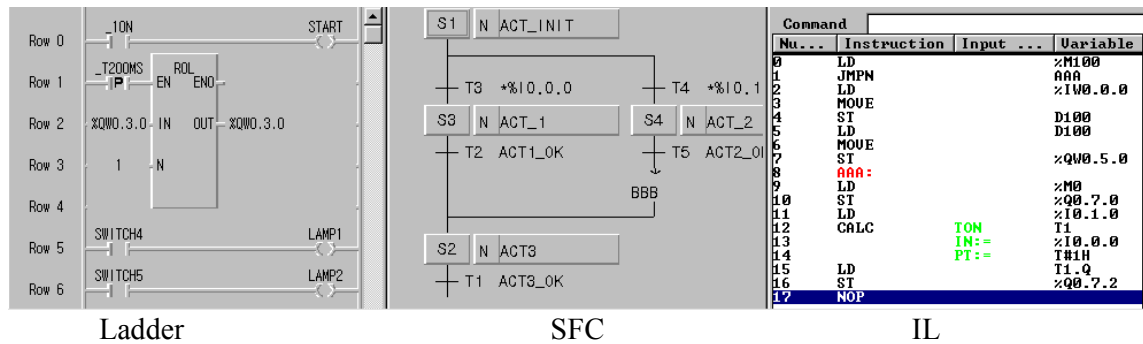 _1ON START
Row 0
_T200MS ROL
Row 1 P EN ENO
Row 2 %QW0.3.0 IN OUT %QW0.3.0
Row 3 1 N
Row 4
SWITCH4 LAMP1
Row 5
SWITCH5 LAMP2
Row 6
S1 N ACT_INIT
T3 *%I0.0.0 T4 *%I0.1
S3 N ACT_1 S4 N ACT_2
T2 ACT1_OK T5 ACT2_O
BBB
S2 N ACT3
T1 ACT3_OK
Command
Nu... Instruction Input ... Variable
0 LD %M100
1 JMPN AAA
2 LD %IW0.0.0
3 MOVE
4 ST D100
5 LD D100
6 MOVE
7 ST %QW0.5.0
8 AAA:
9 LD %M0
10 ST %Q0.7.0
11 LD %I0.1.0
12 CALC TON T1
13 IN:= %I0.0.0
14 PT:= T#1H
15 LD T1.Q
16 ST %Q0.7.2
17 NOP
Ladder SFC IL